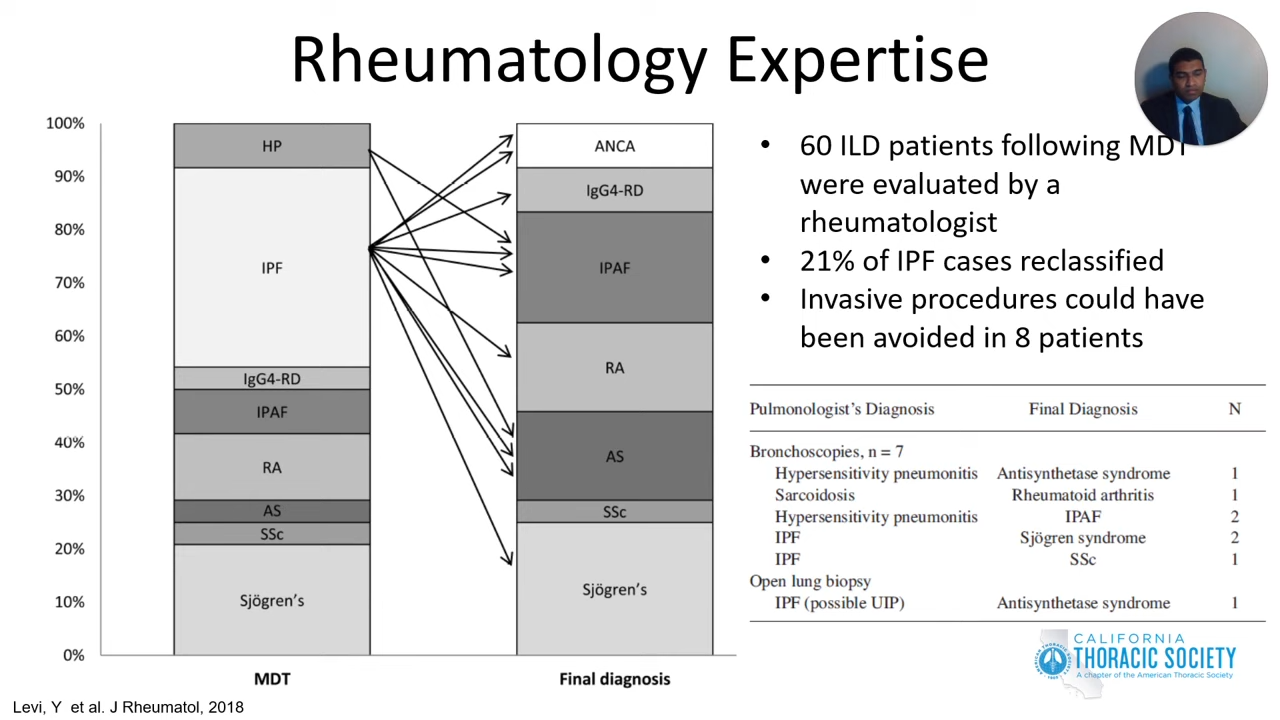 Rheumatology Expertise
100%
90%
80%
70%
60%
50%
40%
30%
20%
10%
0%
HP
IPF
IgG4-RD
IPAF
RA
AS
SSc
Sjögren's
MDT
ANCA
IgG4-RD
IPAF
RA
AS
SSc
Sjögren's
Final diagnosis
• 60 ILD patients following MDT
were evaluated by a
rheumatologist
• 21% of IPF cases reclassified
• Invasive procedures could have
been avoided in 8 patients
Pulmonologist's Diagnosis Final Diagnosis N
Bronchoscopies, n = 7
Hypersensitivity pneumonitis Antisynthetase syndrome 1
Sarcoidosis Rheumatoid arthritis 1
Hypersensitivity pneumonitis IPAF 2
IPF Sjögren syndrome 2
IPF SSc 1
Open lung biopsy
IPF (possible UIP) Antisynthetase syndrome 1
CALIFORNIA
THORACIC SOCIETY
A chapter of the American Thoracic Society
Levi, Y et al. J Rheumatol, 2018